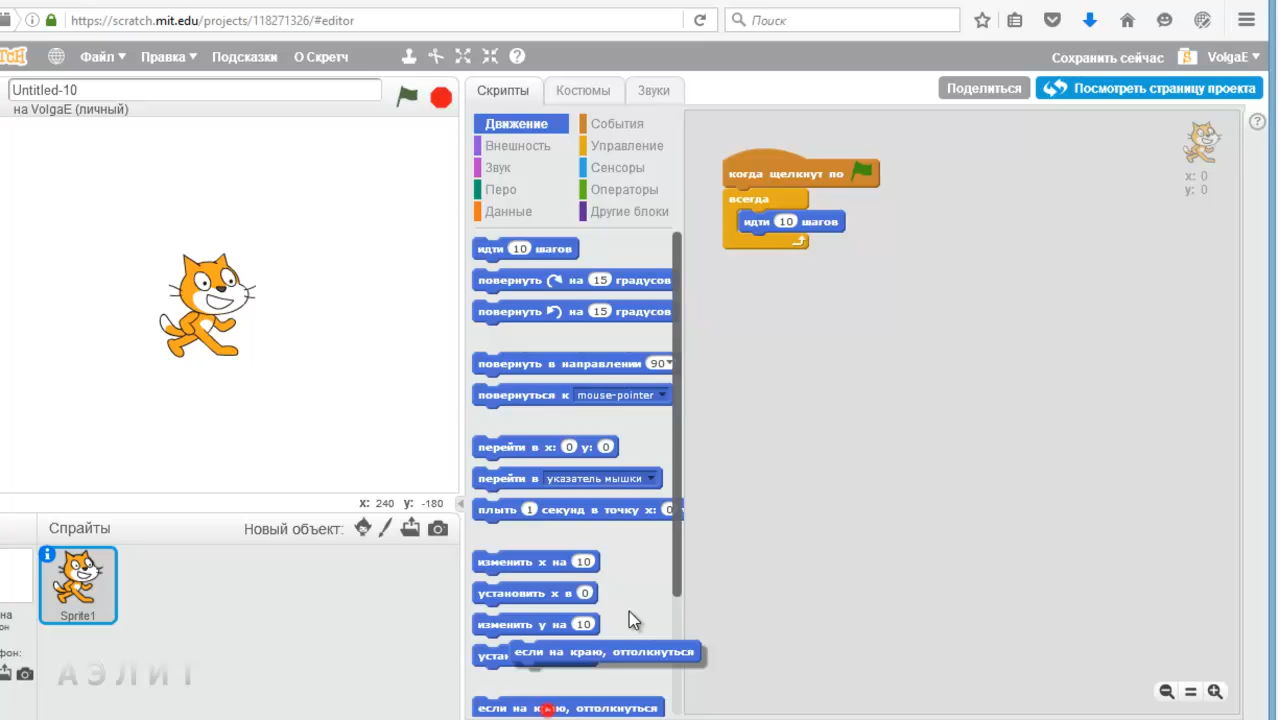 https://scratch.mit.edu/projects/118271326/#editor
Поиск
Файл
Правка
Подсказки
О Скретч
Сохранить сейчас
VolgaE
Untitled-10
на VolgaE (личный)
Скрипты
Костюмы
Звуки
Поделиться
Посмотреть страницу проекта
Движение
События
Внешность
Управление
Звук
Сенсоры
Перо
Операторы
Данные
Другие блоки
идти 10 шагов
повернуть на 15 градусов
повернуть на 15 градусов
повернуть в направлении 90
повернуться к mouse-pointer
перейти в x: 0 y: 0
перейти в указатель мышки
плыть 1 секунд в точку x: 0
изменить x на 10
установить x в 0
изменить y на 10
если на краю, оттолкнуться
если на краю, оттолкнуться
когда щелкнут по
всегда
идти 10 шагов
x: 0
y: 0
x: 240 y: -180
Спрайты
Новый объект:
Sprite1
АЭЛИТ